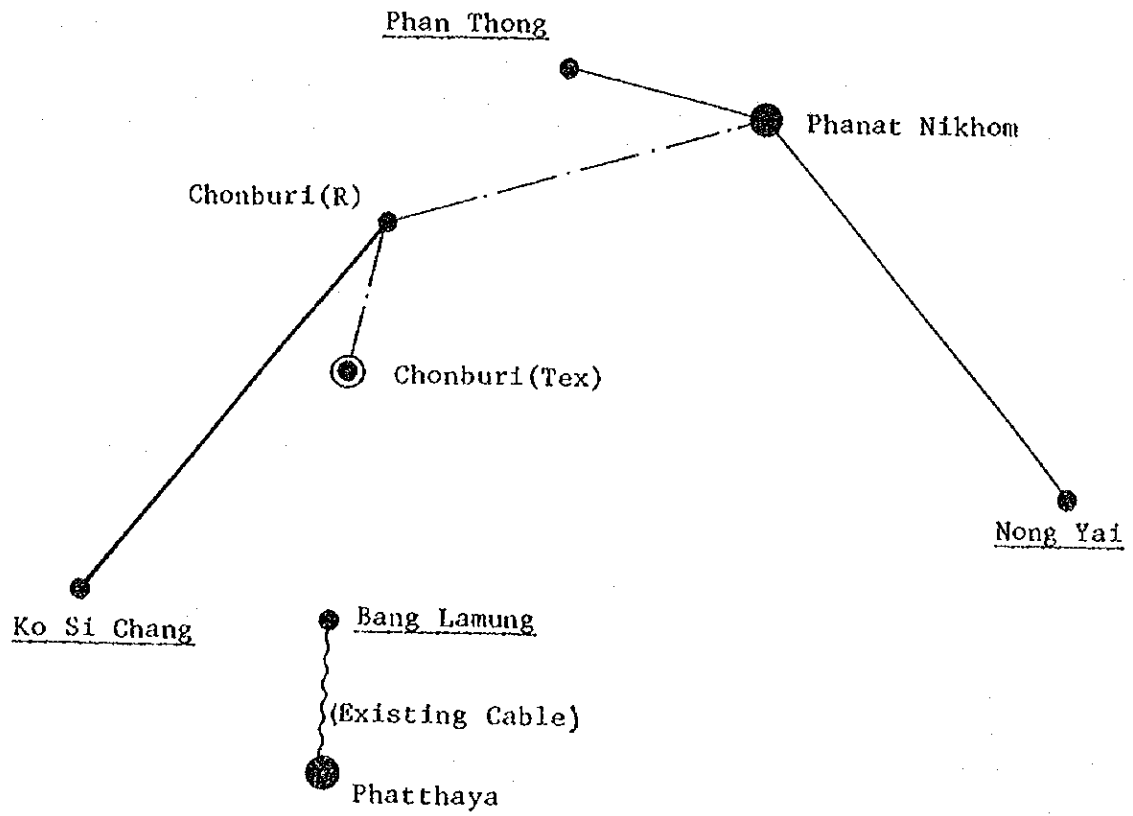 Phan Thong
Phanat Nikhom
Chonburi(R)
Chonburi(Tex)
Nong Yai
Ko Si Chang
Bang Lamung
(Existing Cable)
Phatthaya